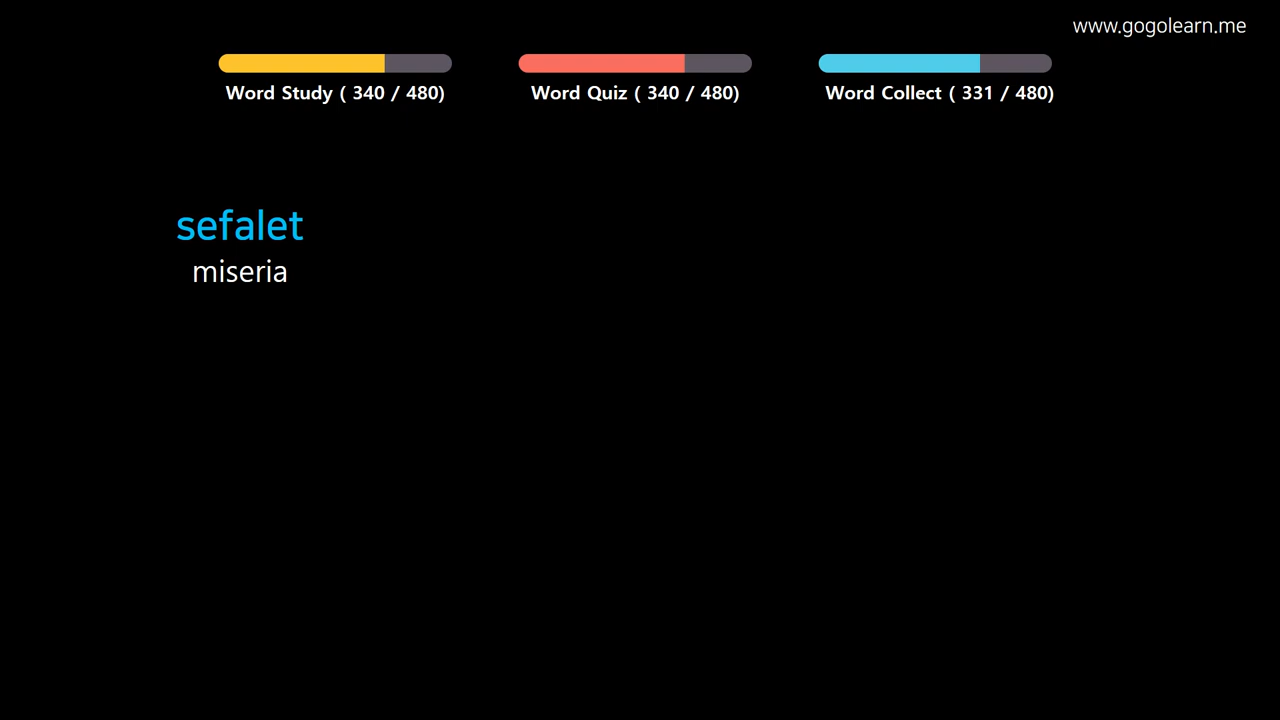 www.gogolearn.me
Word Study ( 340 / 480)
Word Quiz ( 340 / 480)
Word Collect ( 331 / 480)
sefalet
miseria